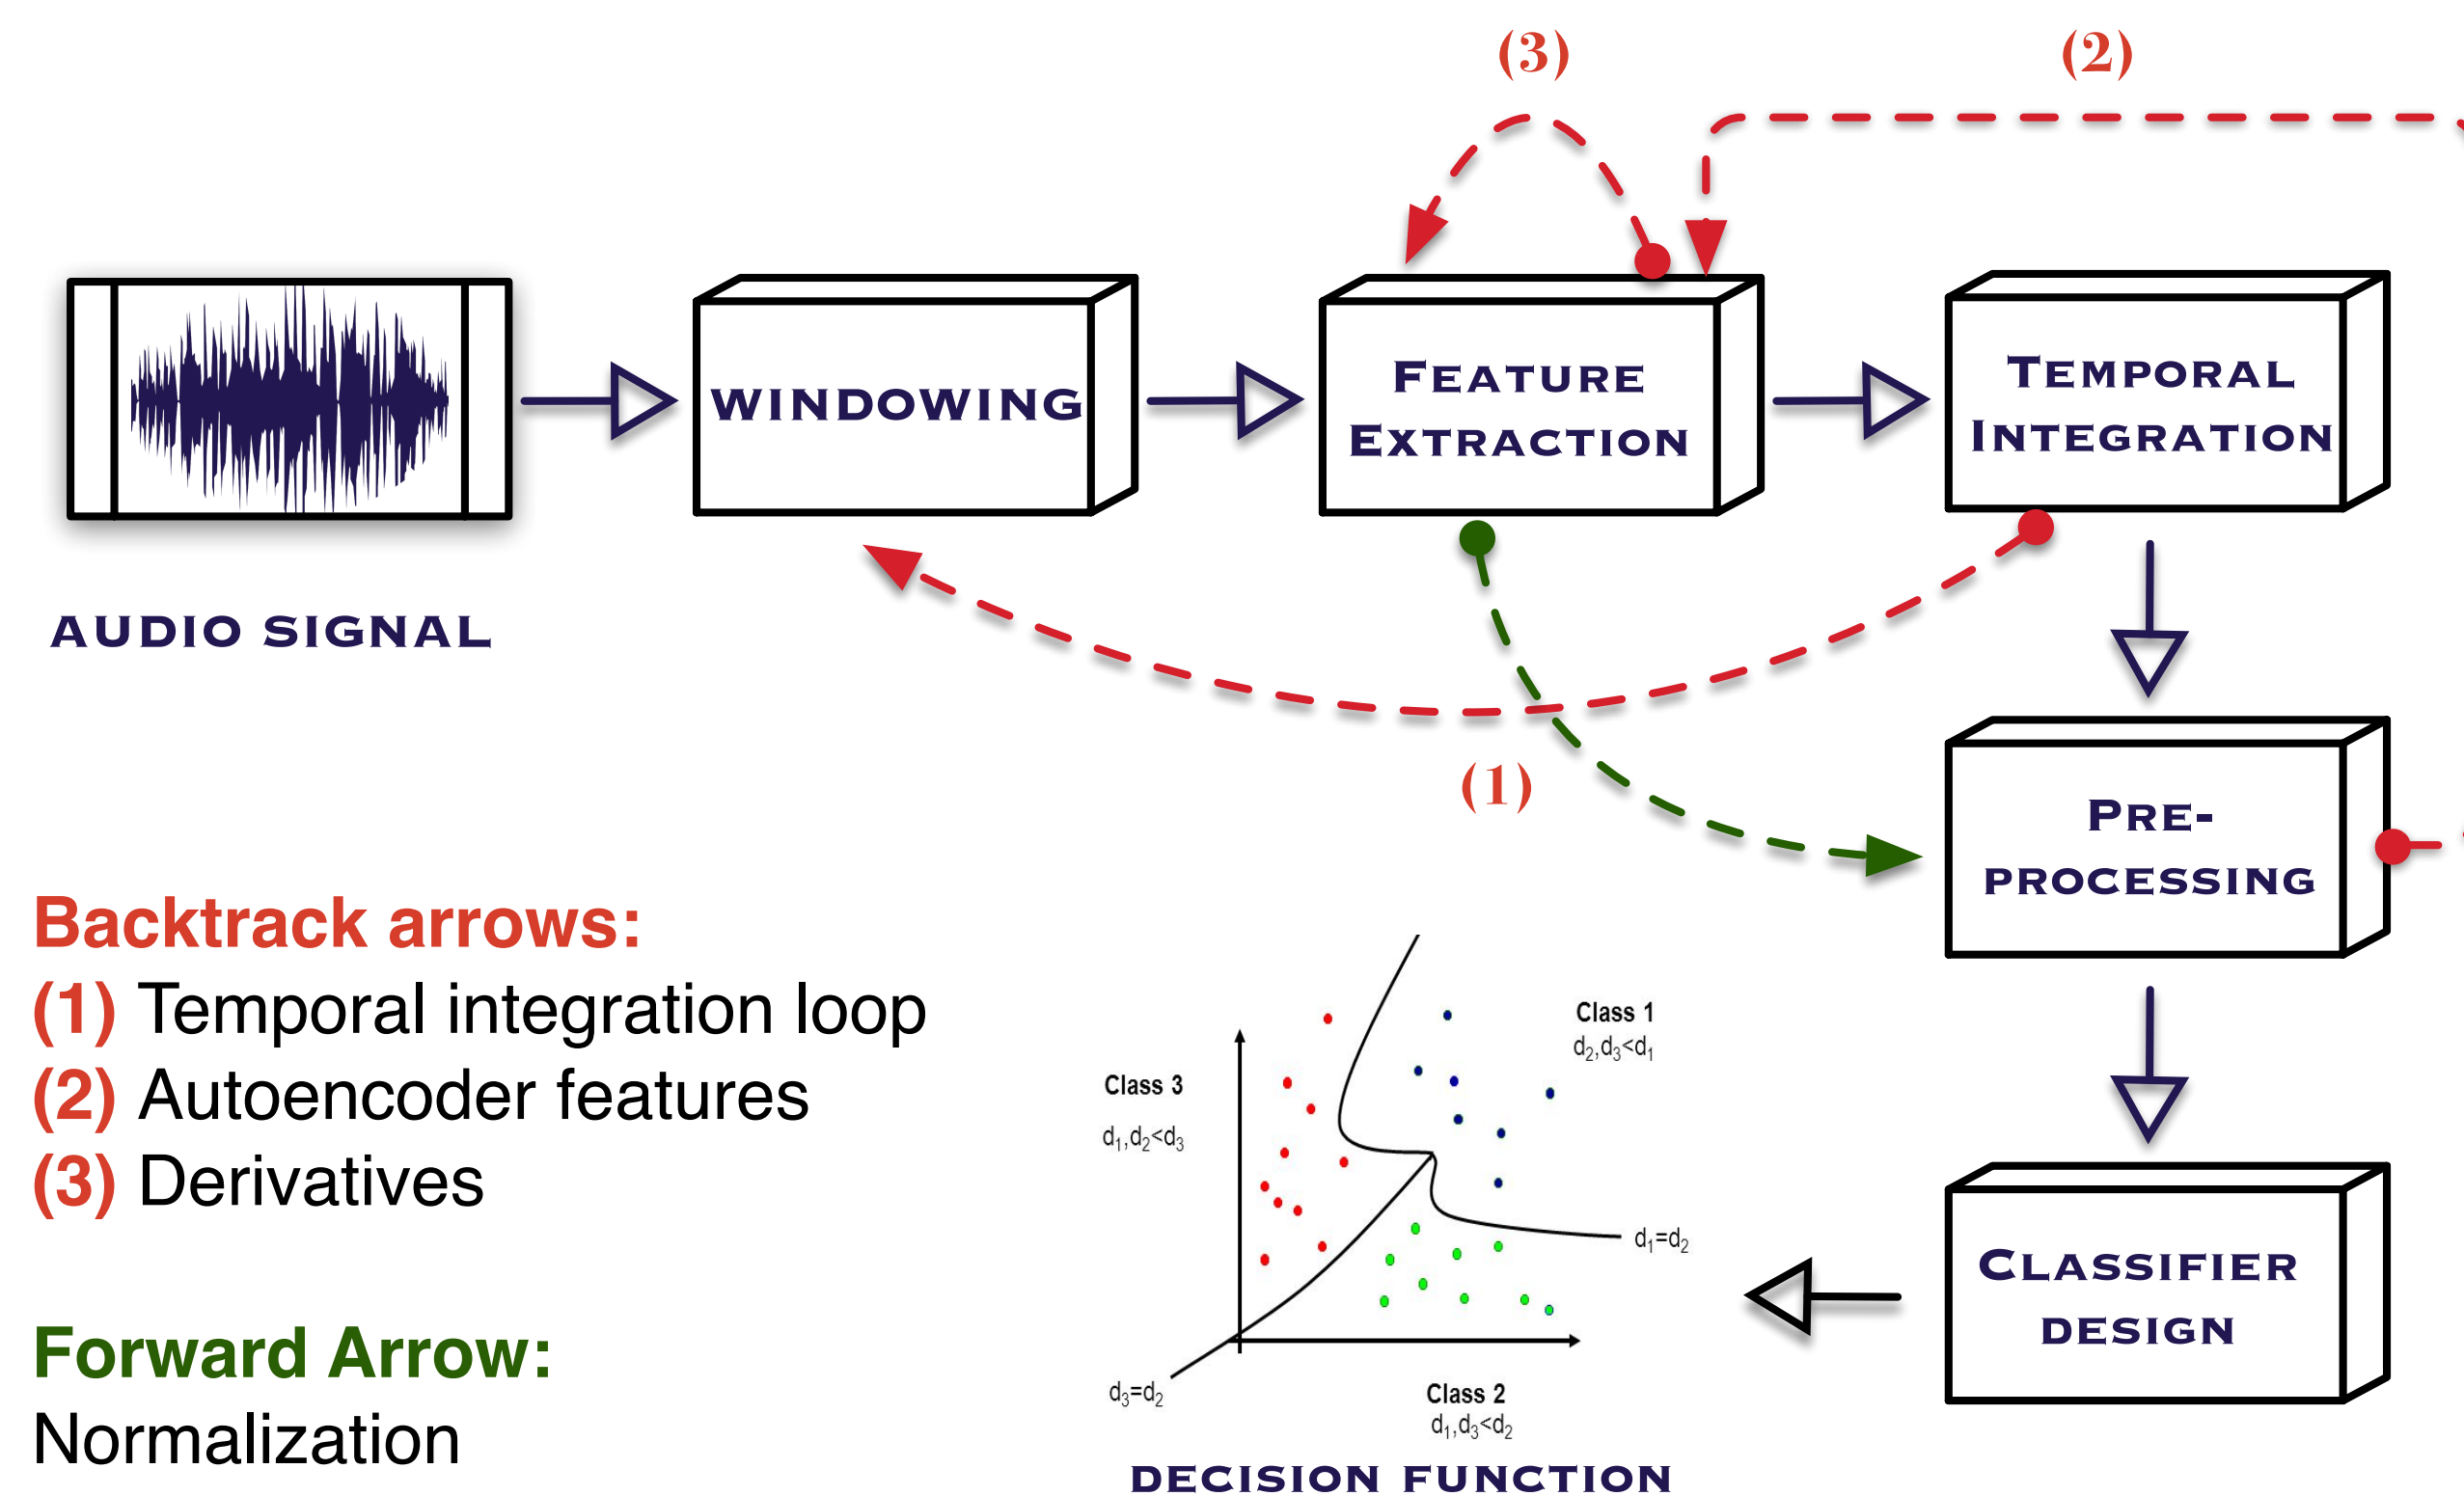 (3)
(2)
WINDOWING
FEATURE
EXTRACTION
TEMPORAL
INTEGRATION
AUDIO SIGNAL
(1)
PRE-
PROCESSING
Backtrack arrows:
(1) Temporal integration loop
(2) Autoencoder features
(3) Derivatives
Forward Arrow:
Normalization
Class 1
d2,d3<d1
Class 3
d1,d2<d3
d1=d2
d3=d2
Class 2
d1,d3<d2
DECISION FUNCTION
CLASSIFIER
DESIGN